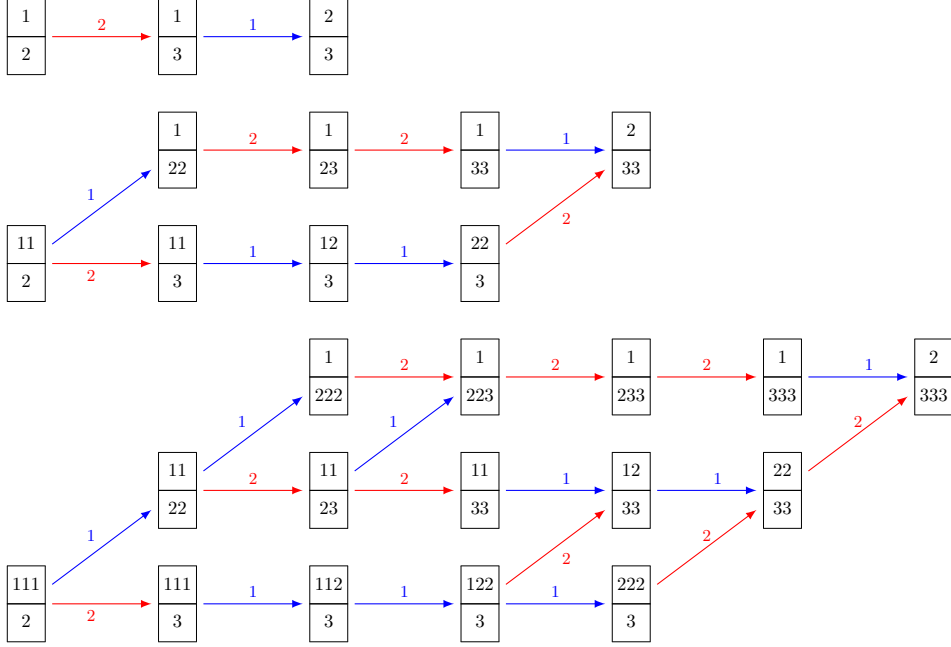 1 2 1 1 2
2 3 3
1 2 1 2 1 1 2
22 23 33 33
1 2
11 11 1 12 1 22
2 2 3 3 3
1 2 1 2 1 2 1 1 2
222 223 233 333 333
1 1 2
11 2 11 2 11 1 12 1 22
22 23 33 33 33
1 2 2
111 111 1 112 1 122 1 222
2 2 3 3 3 3